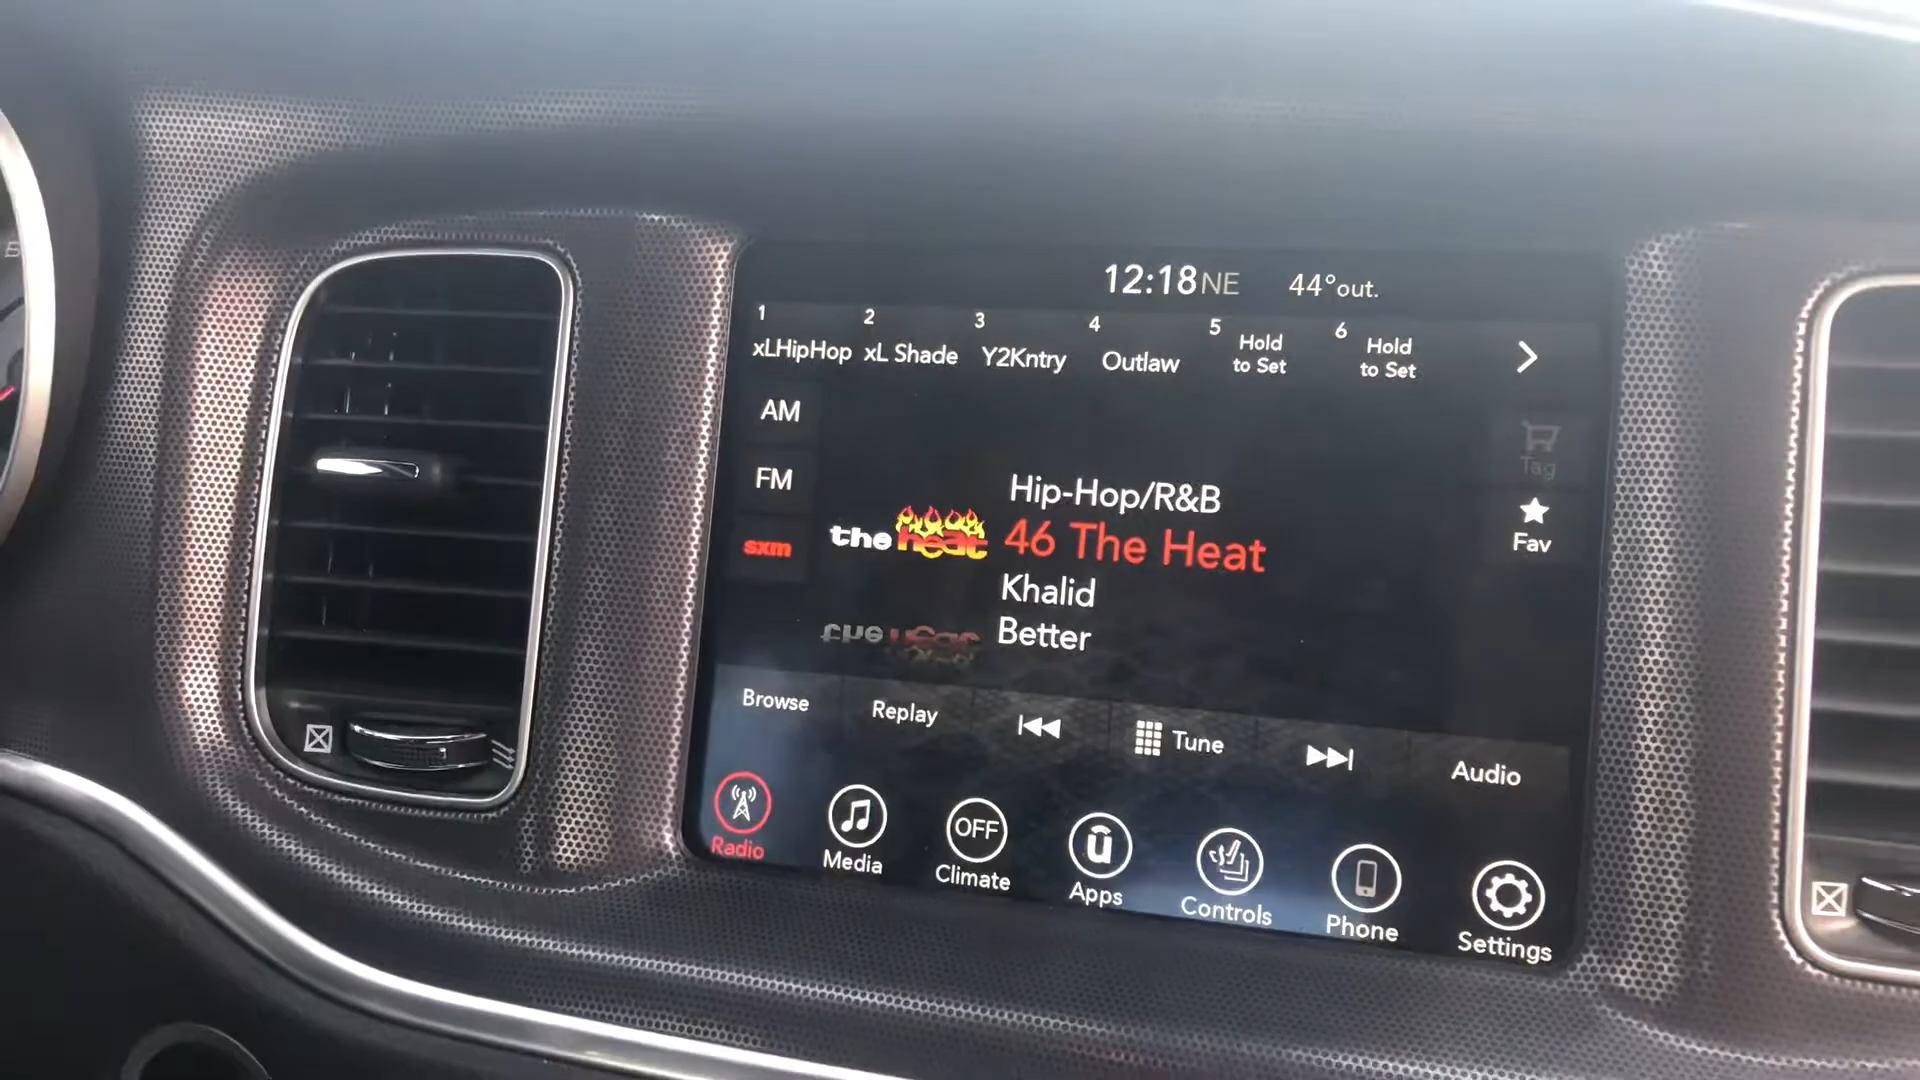 12:18 NE 44°out.
1 2 3 4 5 6
xLHipHop xL Shade Y2Kntry Outlaw Hold to Set Hold to Set
AM
FM
sxm
Tag
Fav
the heat
Hip-Hop/R&B
46 The Heat
Khalid
Better
Browse Replay Tune Audio
OFF
Radio Media Climate Apps Controls Phone Settings